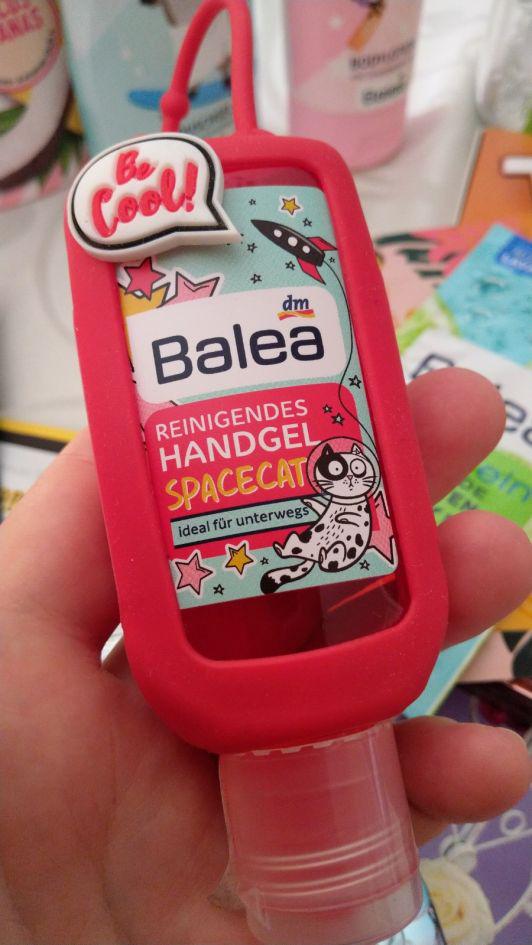 Be
Cool!
dm
Balea
REINIGENDES
HANDGEL
SPACECAT
ideal für unterwegs